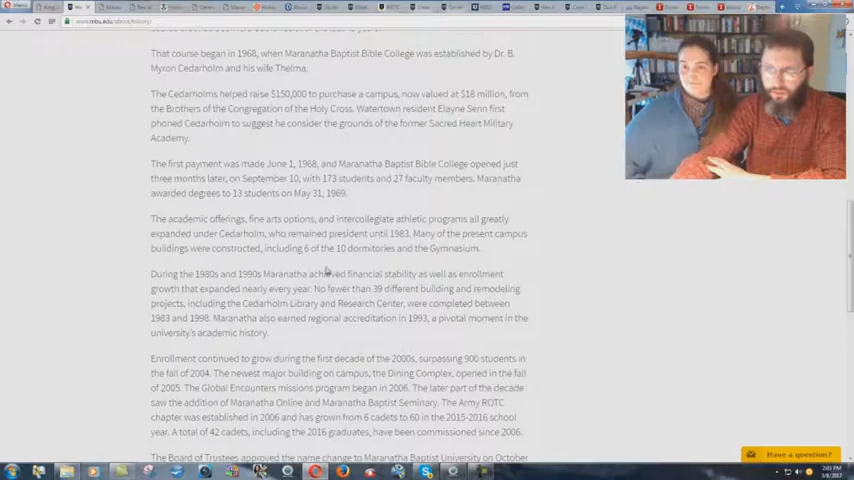 www.mbu.edu/about/history/
That course began in 1968, when Maranatha Baptist Bible College was established by Dr. B.
Myron Cedarholm and his wife Thelma.
The Cedarholms helped raise $150,000 to purchase a campus, now valued at $18 million, from
the Brothers of the Congregation of the Holy Cross. Watertown resident Elayne Senn first
phoned Cedarholm to suggest he consider the grounds of the former Sacred Heart Military
Academy.
The first payment was made June 1, 1968, and Maranatha Baptist Bible College opened just
three months later, on September 10, with 173 students and 27 faculty members. Maranatha
awarded degrees to 13 students on May 31, 1969.
The academic offerings, fine arts options, and intercollegiate athletic programs all greatly
expanded under Cedarholm, who remained president until 1983. Many of the present campus
buildings were constructed, including 6 of the 10 dormitories and the Gymnasium.
During the 1980s and 1990s Maranatha achieved financial stability as well as enrollment
growth that expanded nearly every year. No fewer than 39 different building and remodeling
projects, including the Cedarholm Library and Research Center, were completed between
1983 and 1998. Maranatha also earned regional accreditation in 1993, a pivotal moment in the
university's academic history.
Enrollment continued to grow during the first decade of the 2000s, surpassing 900 students in
the fall of 2004. The newest major building on campus, the Dining Complex, opened in the fall
of 2005. The Global Encounters missions program began in 2006. The later part of the decade
saw the addition of Maranatha Online and Maranatha Baptist Seminary. The Army ROTC
chapter was established in 2006 and has grown from 6 cadets to 60 in the 2015-2016 school
year. A total of 42 cadets, including the 2016 graduates, have been commissioned since 2006.
The Board of Trustees approved the name change to Maranatha Baptist University on October
Have a question?
2:03 PM
3/8/2017